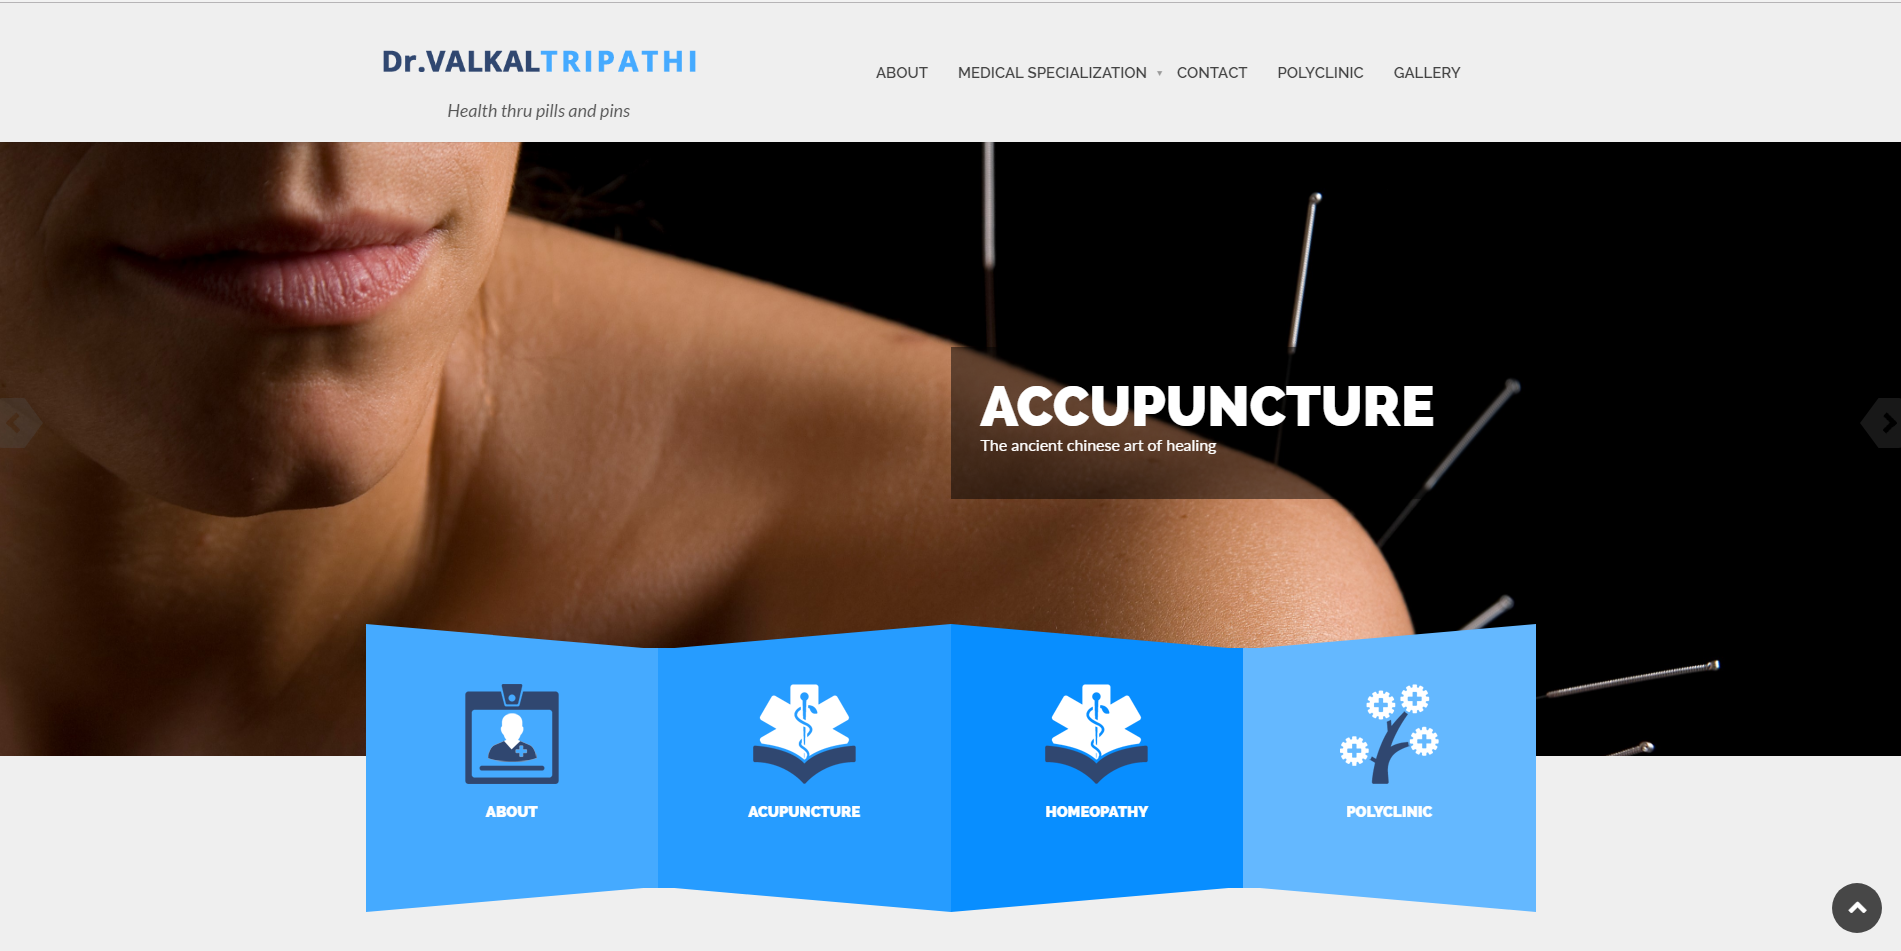 Dr.VALKALTRIPATHI
Health thru pills and pins
ABOUT MEDICAL SPECIALIZATION CONTACT POLYCLINIC GALLERY
ACCUPUNCTURE
The ancient chinese art of healing
ABOUT ACUPUNCTURE HOMEOPATHY POLYCLINIC